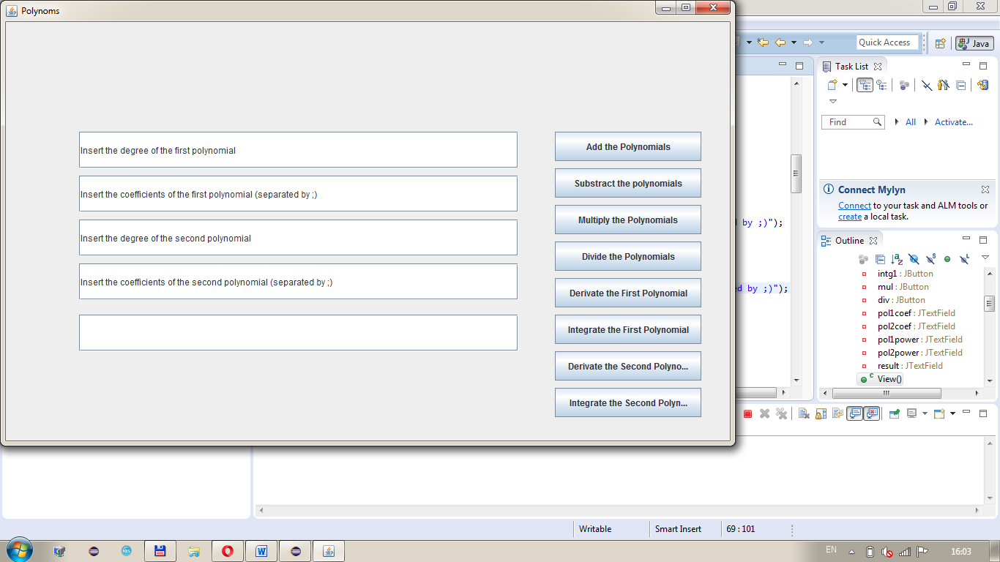 Polynoms
Insert the degree of the first polynomial
Insert the coefficients of the first polynomial (separated by ;)
Insert the degree of the second polynomial
Insert the coefficients of the second polynomial (separated by ;)
Add the Polynomials
Substract the polynomials
Multiply the Polynomials
Divide the Polynomials
Derivate the First Polynomial
Integrate the First Polynomial
Derivate the Second Polyno...
Integrate the Second Polyn...
Quick Access
Java
by ;)");
by ;)");
Task List
Find
All
Activate...
Connect Mylyn
Connect to your task and ALM tools or
create a local task.
Outline
intg1 : JButton
mul : JButton
div : JButton
pol1coef : JTextField
pol2coef : JTextField
pol1power : JTextField
pol2power : JTextField
result : JTextField
View()
Writable
Smart Insert
69 : 101
EN
16:03